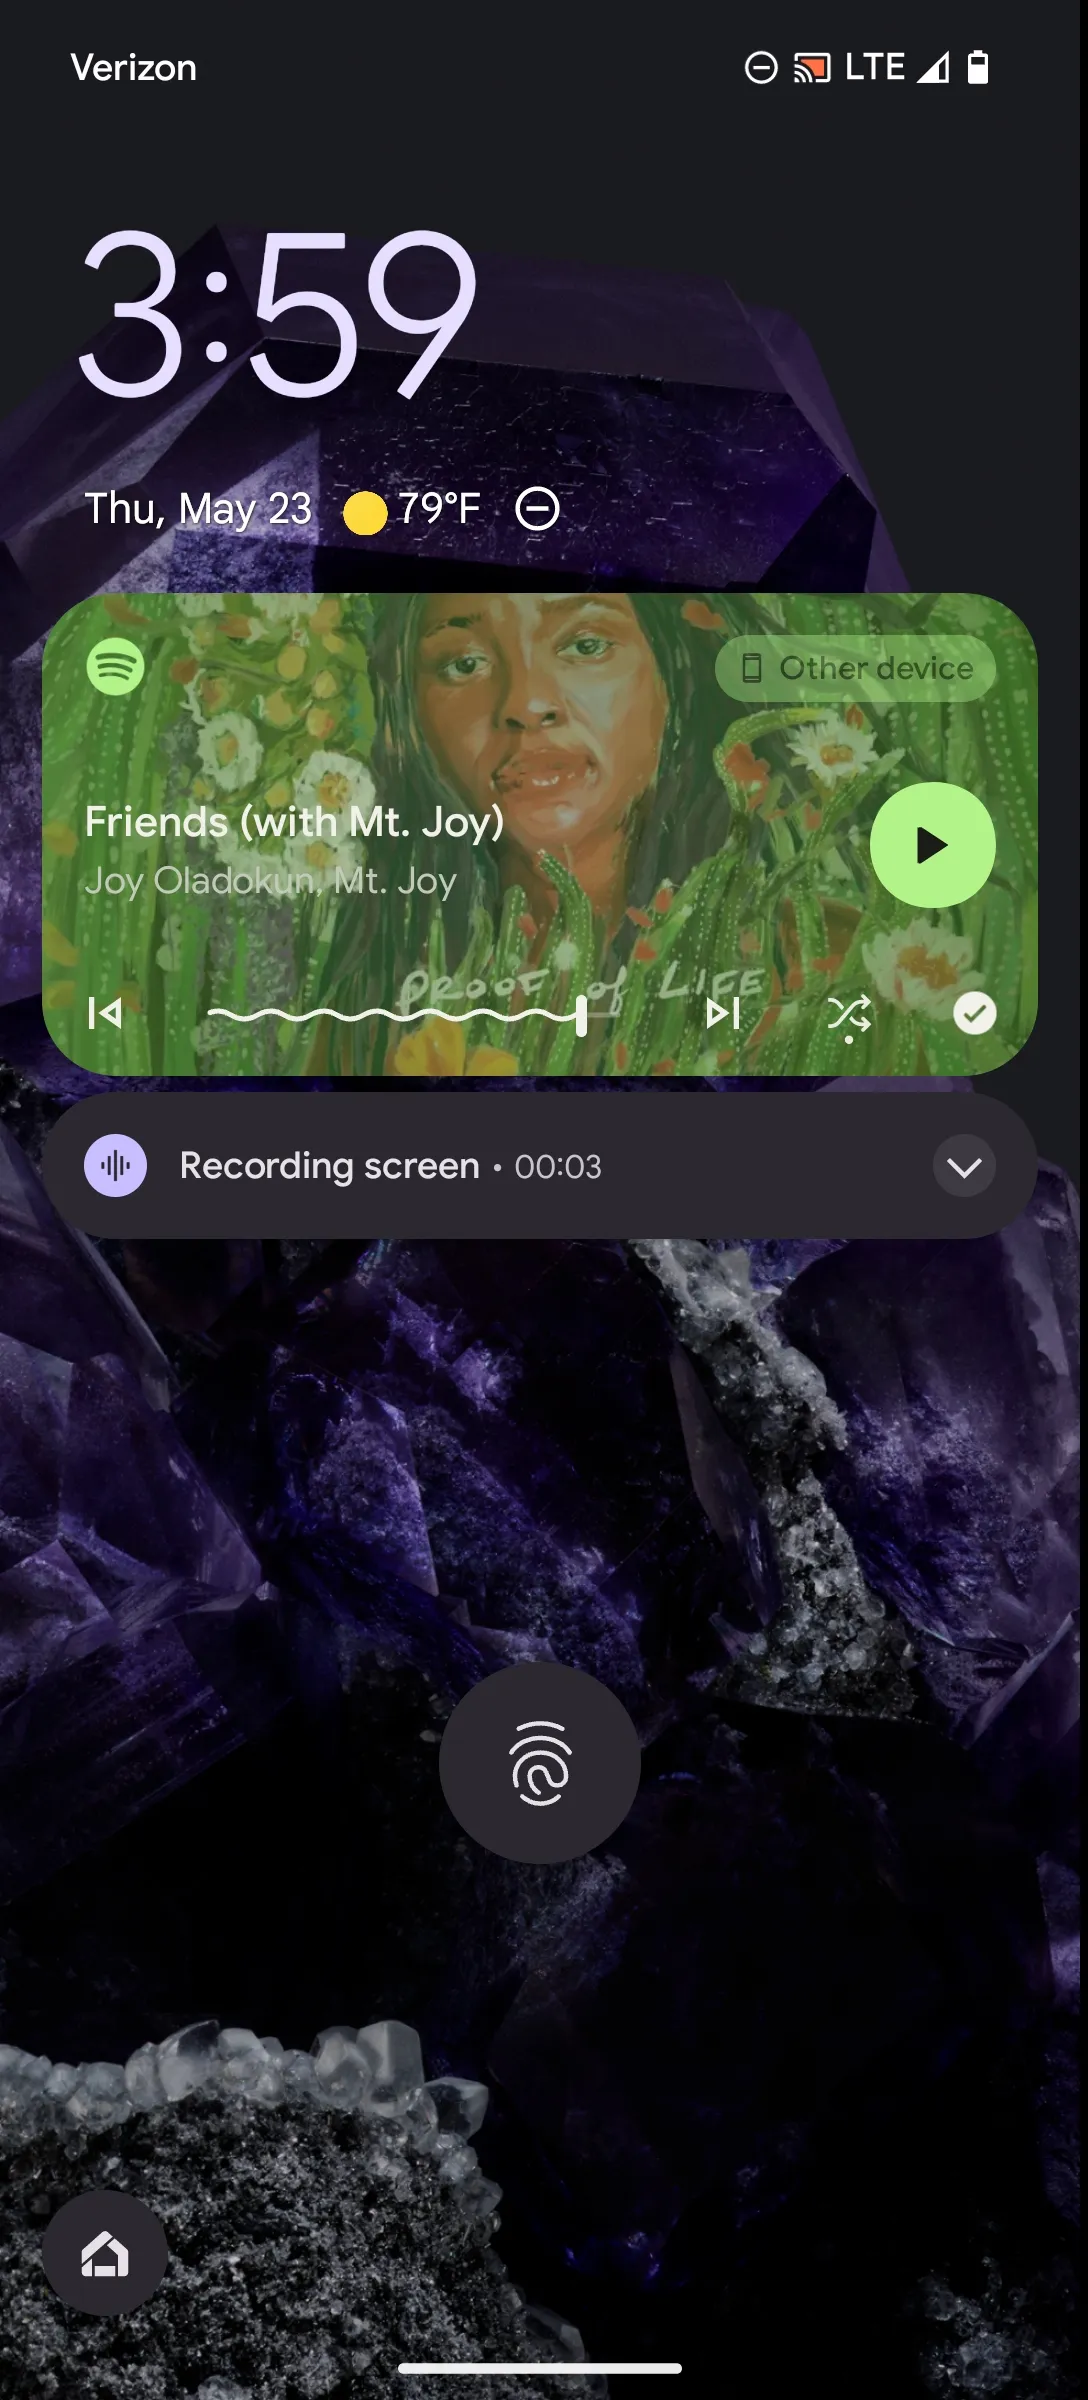 Verizon LTE
3:59
Thu, May 23 79°F
Other device
Friends (with Mt. Joy)
Joy Oladokun, Mt. Joy
PROOF of LIFE
Recording screen • 00:03